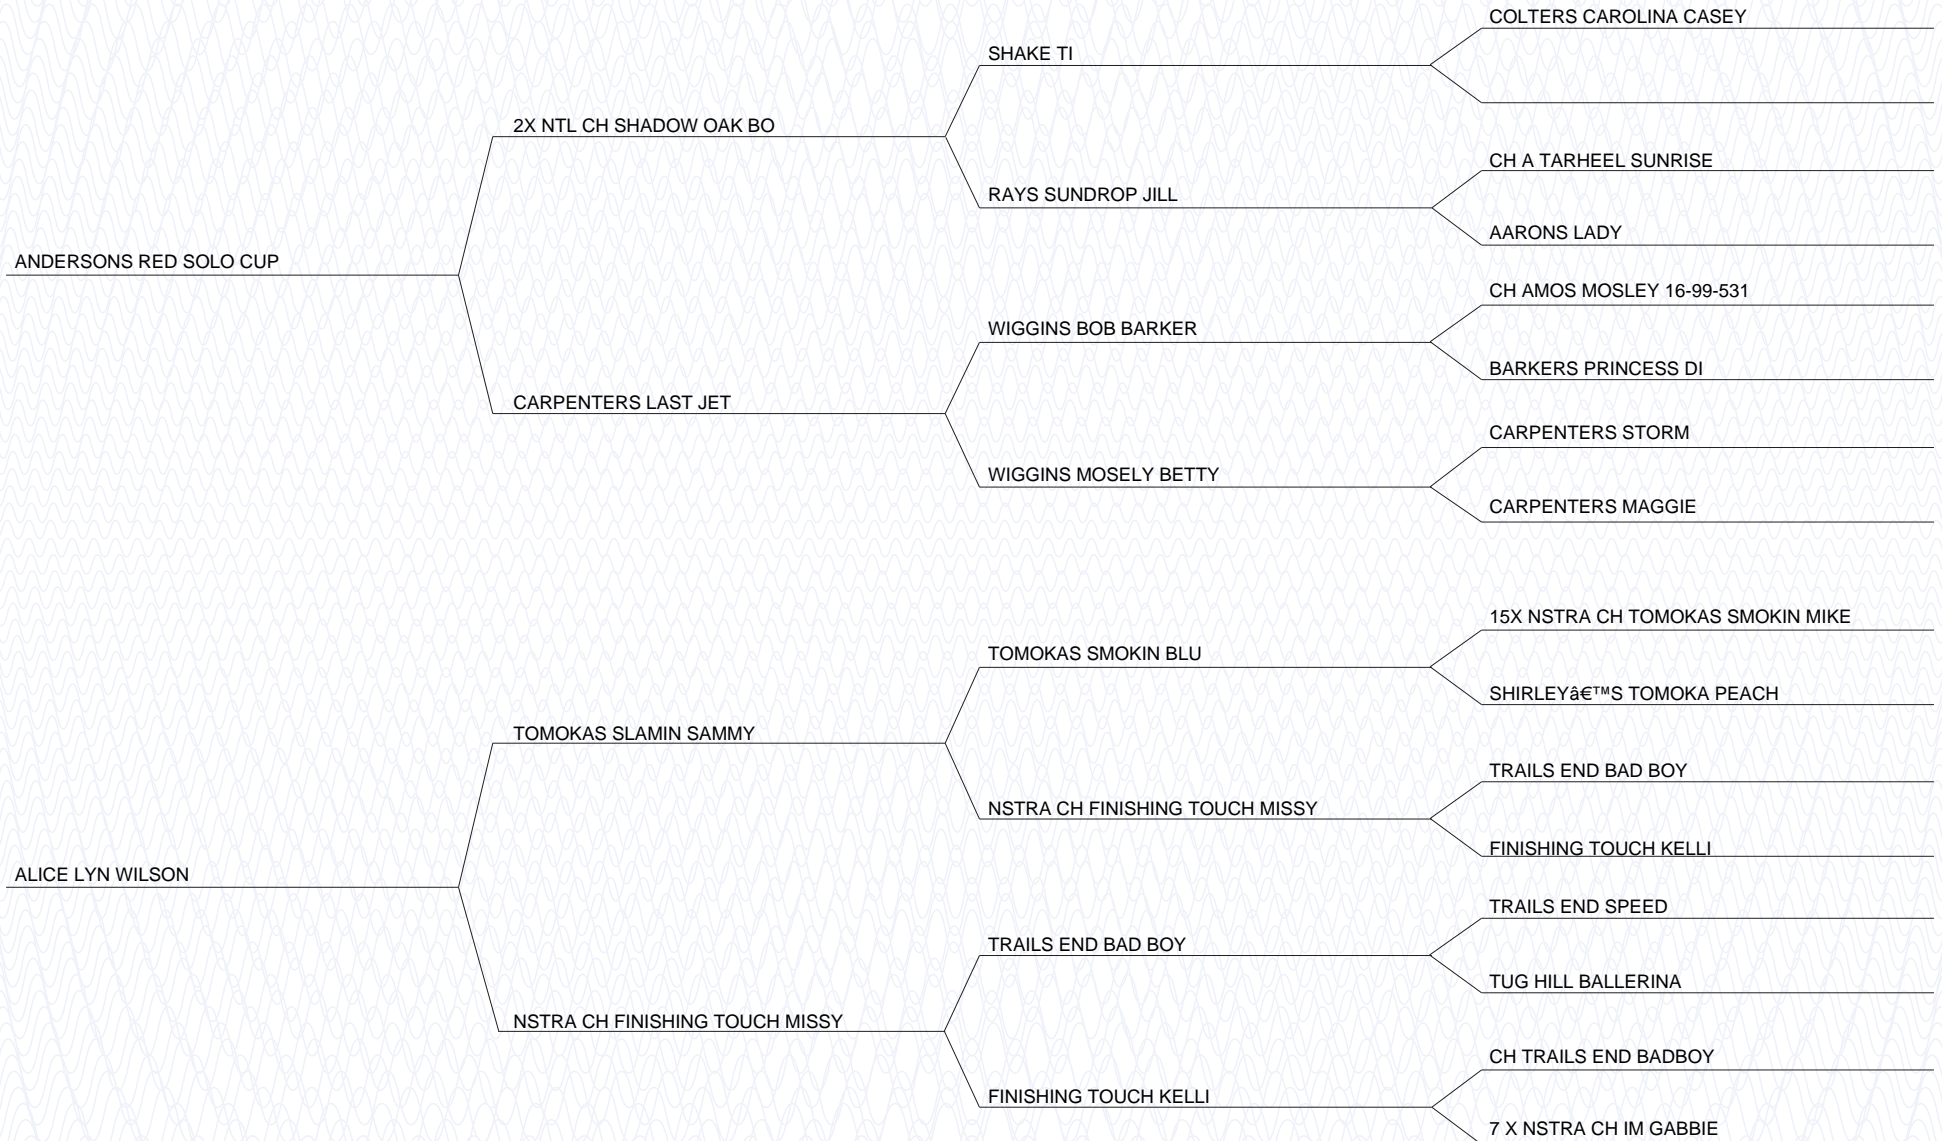 COLTERS CAROLINA CASEY
SHAKE TI
2X NTL CH SHADOW OAK BO
CH A TARHEEL SUNRISE
RAYS SUNDROP JILL
AARONS LADY
ANDERSONS RED SOLO CUP
CH AMOS MOSLEY 16-99-531
WIGGINS BOB BARKER
BARKERS PRINCESS DI
CARPENTERS LAST JET
CARPENTERS STORM
WIGGINS MOSELY BETTY
CARPENTERS MAGGIE
15X NSTRA CH TOMOKAS SMOKIN MIKE
TOMOKAS SMOKIN BLU
SHIRLEYâ€™S TOMOKA PEACH
TOMOKAS SLAMIN SAMMY
TRAILS END BAD BOY
NSTRA CH FINISHING TOUCH MISSY
FINISHING TOUCH KELLI
ALICE LYN WILSON
TRAILS END SPEED
TRAILS END BAD BOY
TUG HILL BALLERINA
NSTRA CH FINISHING TOUCH MISSY
CH TRAILS END BADBOY
FINISHING TOUCH KELLI
7 X NSTRA CH IM GABBIE